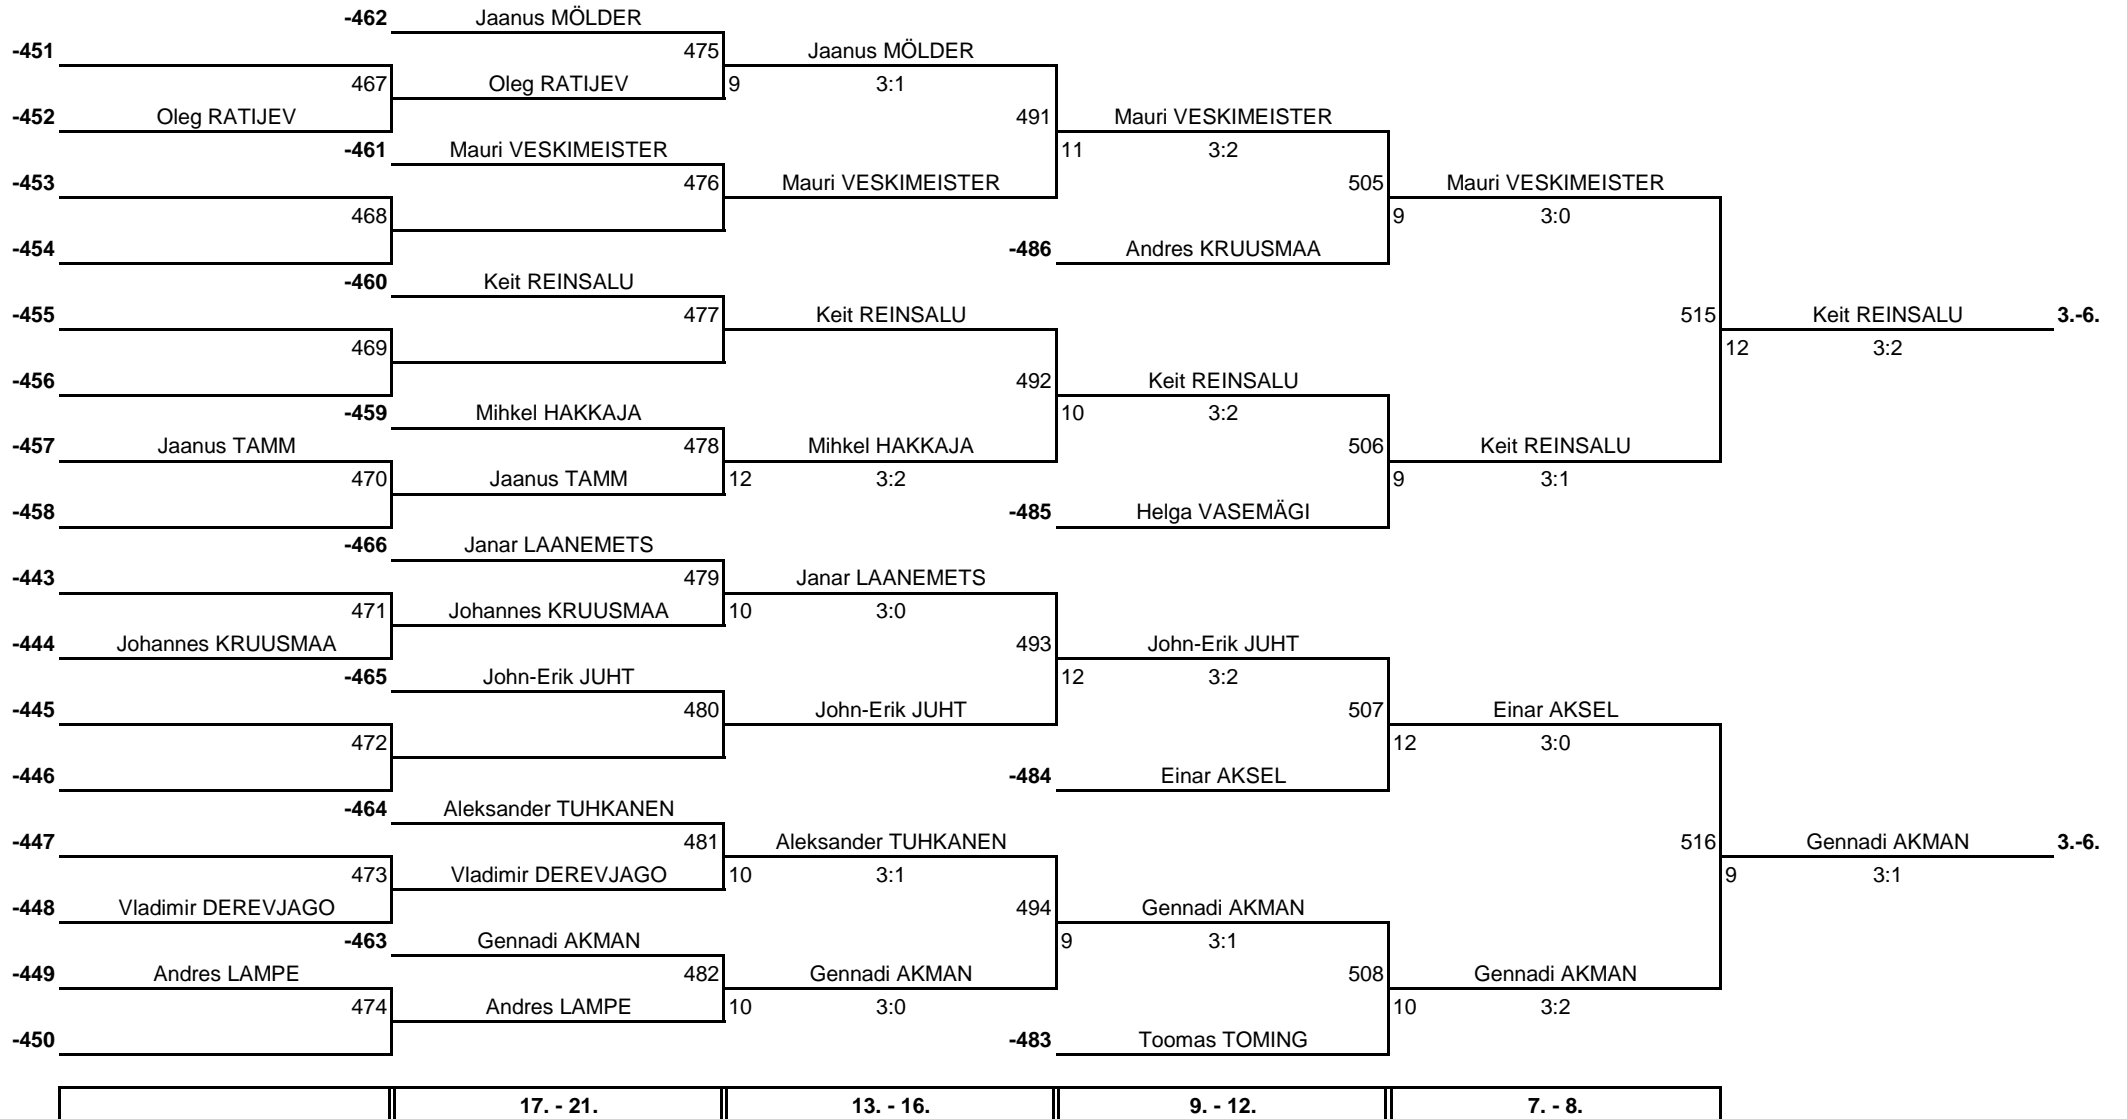 -462 Jaanus MÖLDER
-451 475 Jaanus MÖLDER
467 Oleg RATIJEV 9 3:1
-452 Oleg RATIJEV 491 Mauri VESKIMEISTER
-461 Mauri VESKIMEISTER 11 3:2
-453 476 Mauri VESKIMEISTER 505 Mauri VESKIMEISTER
468 9 3:0
-454 -486 Andres KRUUSMAA
-460 Keit REINSALU
-455 477 Keit REINSALU 515 Keit REINSALU 3.-6.
469 12 3:2
-456 492 Keit REINSALU
-459 Mihkel HAKKAJA 10 3:2
-457 Jaanus TAMM 478 Mihkel HAKKAJA 506 Keit REINSALU
470 Jaanus TAMM 12 3:2 9 3:1
-458 -485 Helga VASEMÄGI
-466 Janar LAANEMETS
-443 479 Janar LAANEMETS
471 Johannes KRUUSMAA 10 3:0
-444 Johannes KRUUSMAA 493 John-Erik JUHT
-465 John-Erik JUHT 12 3:2
-445 480 John-Erik JUHT 507 Einar AKSEL
472 12 3:0
-446 -484 Einar AKSEL
-464 Aleksander TUHKANEN
-447 481 Aleksander TUHKANEN 516 Gennadi AKMAN 3.-6.
473 Vladimir DEREVJAGO 10 3:1 9 3:1
-448 Vladimir DEREVJAGO 494 Gennadi AKMAN
-463 Gennadi AKMAN 9 3:1
-449 Andres LAMPE 482 Gennadi AKMAN 508 Gennadi AKMAN
474 Andres LAMPE 10 3:0 10 3:2
-450 -483 Toomas TOMING
17. - 21. 13. - 16. 9. - 12. 7. - 8.